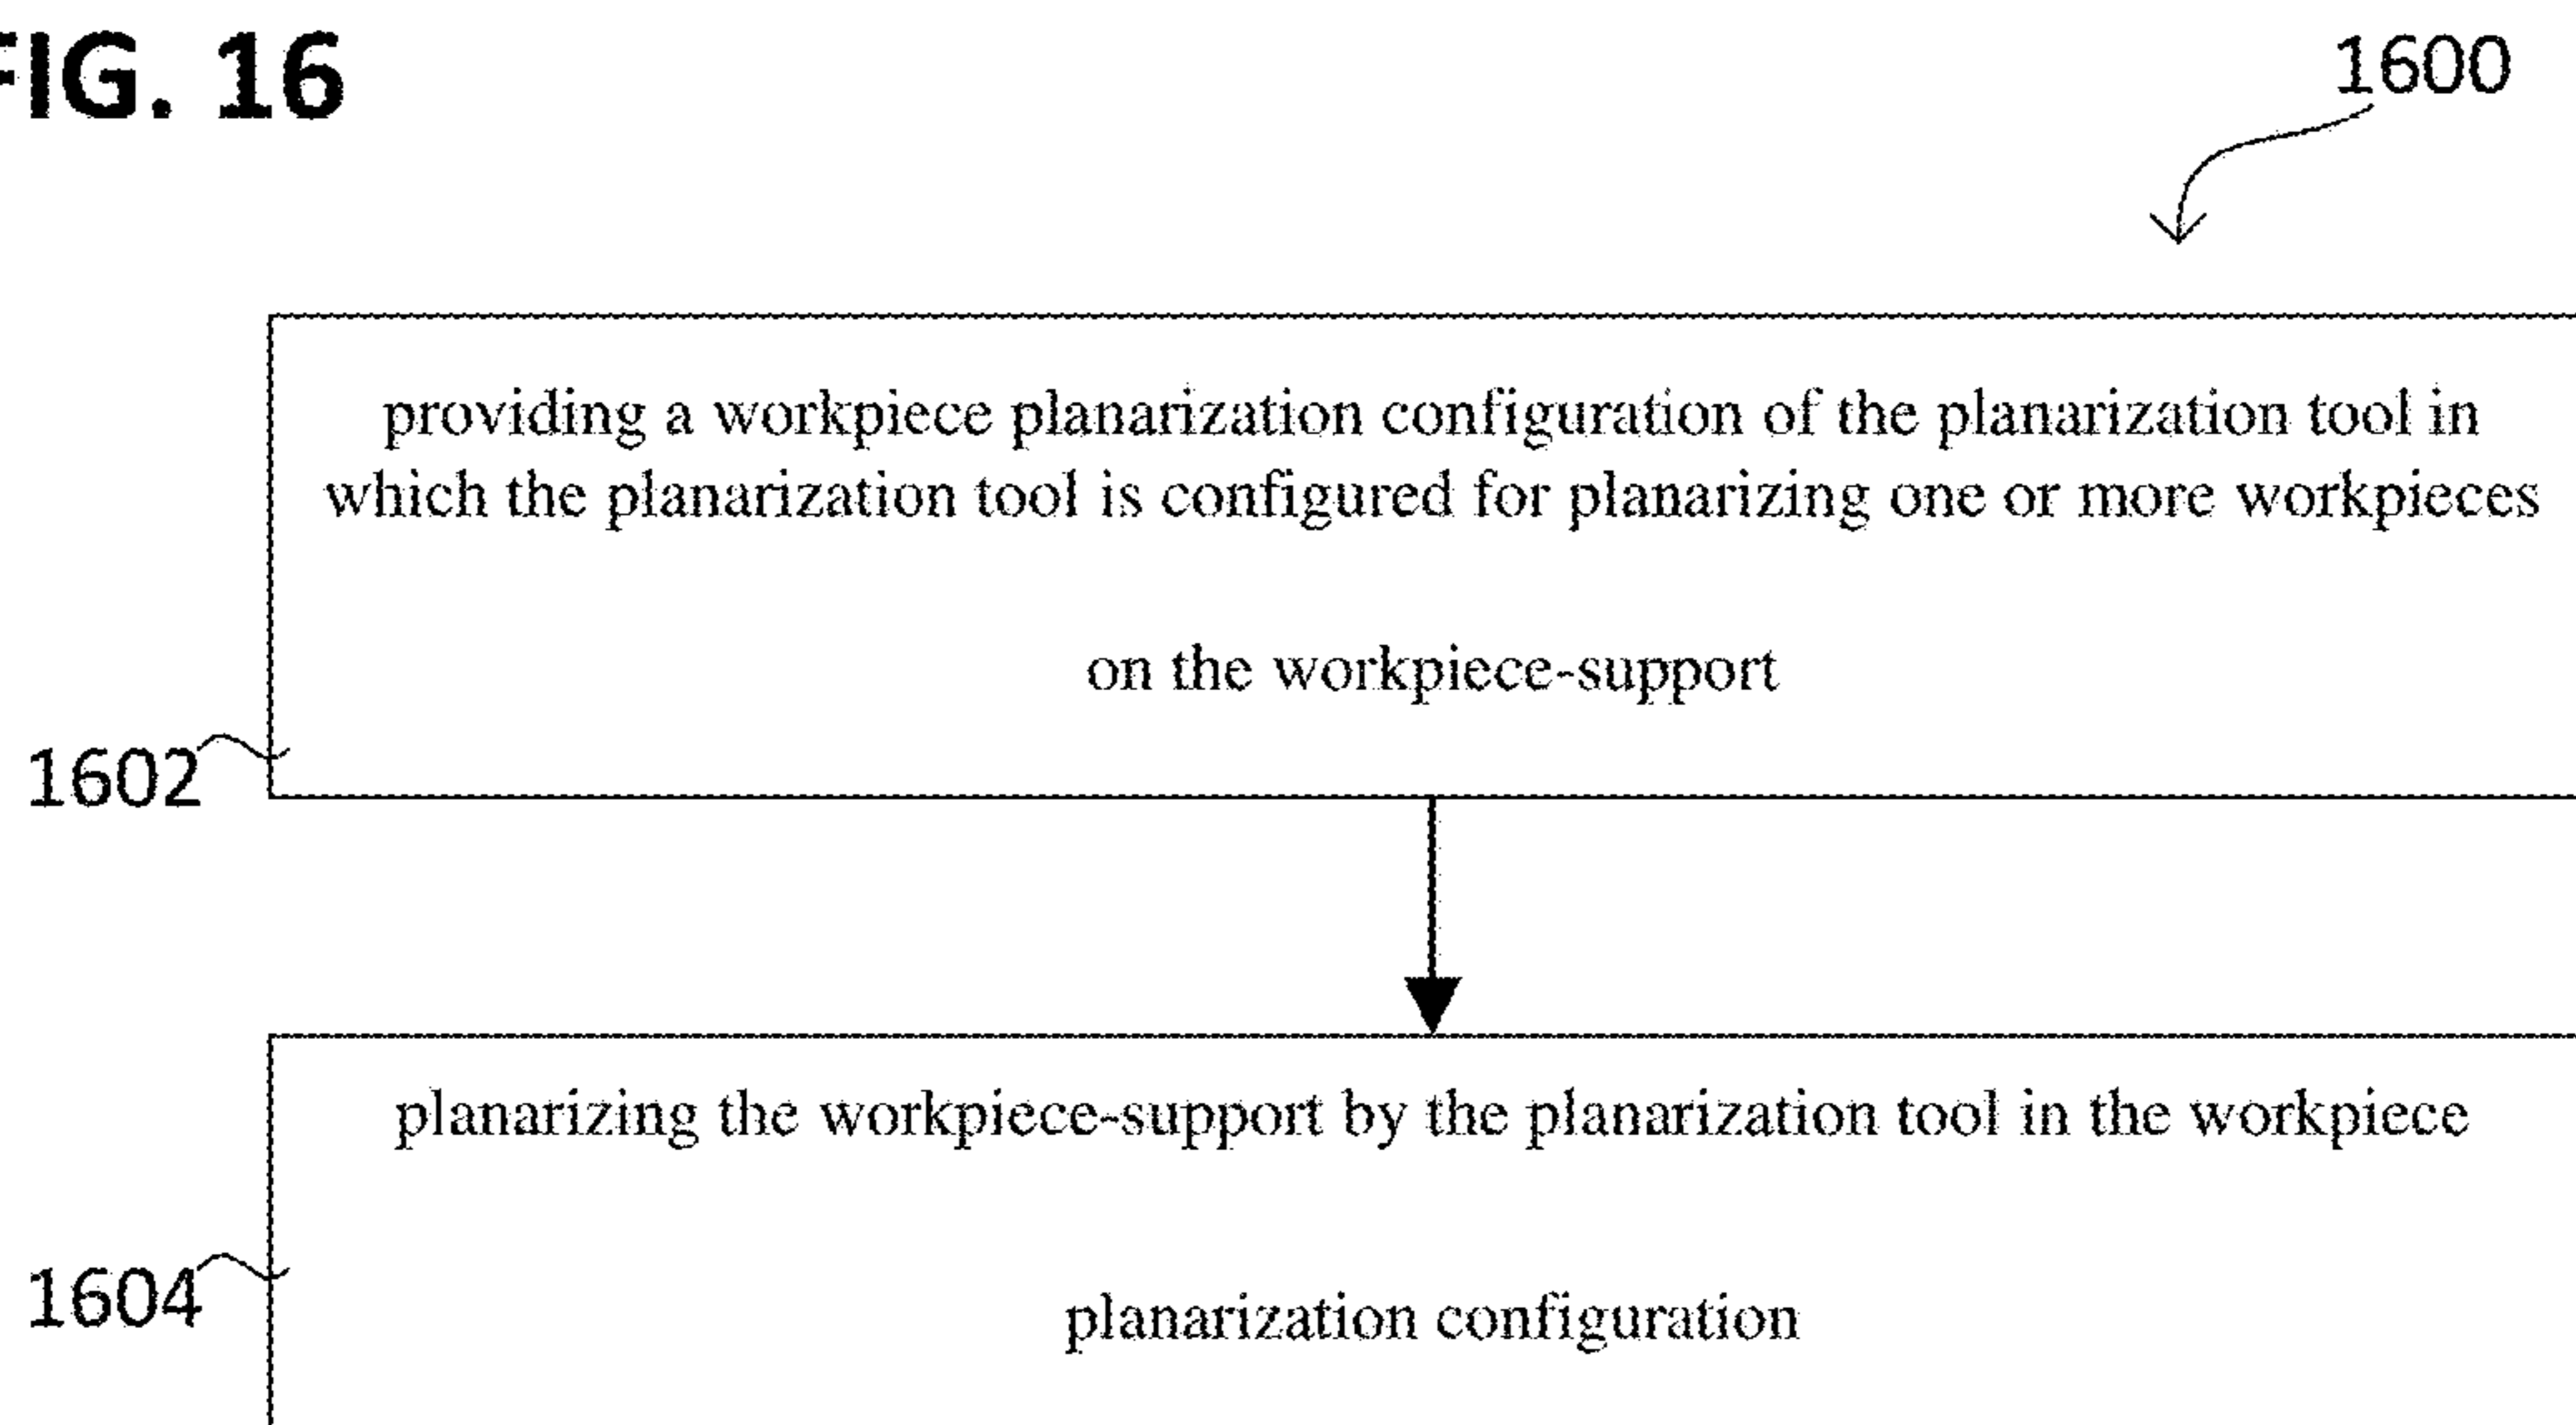 FIG. 16
1600
providing a workpiece planarization configuration of the planarization tool in
which the planarization tool is configured for planarizing one or more workpieces
on the workpiece-support
1602
planarizing the workpiece-support by the planarization tool in the workpiece
1604
planarization configuration